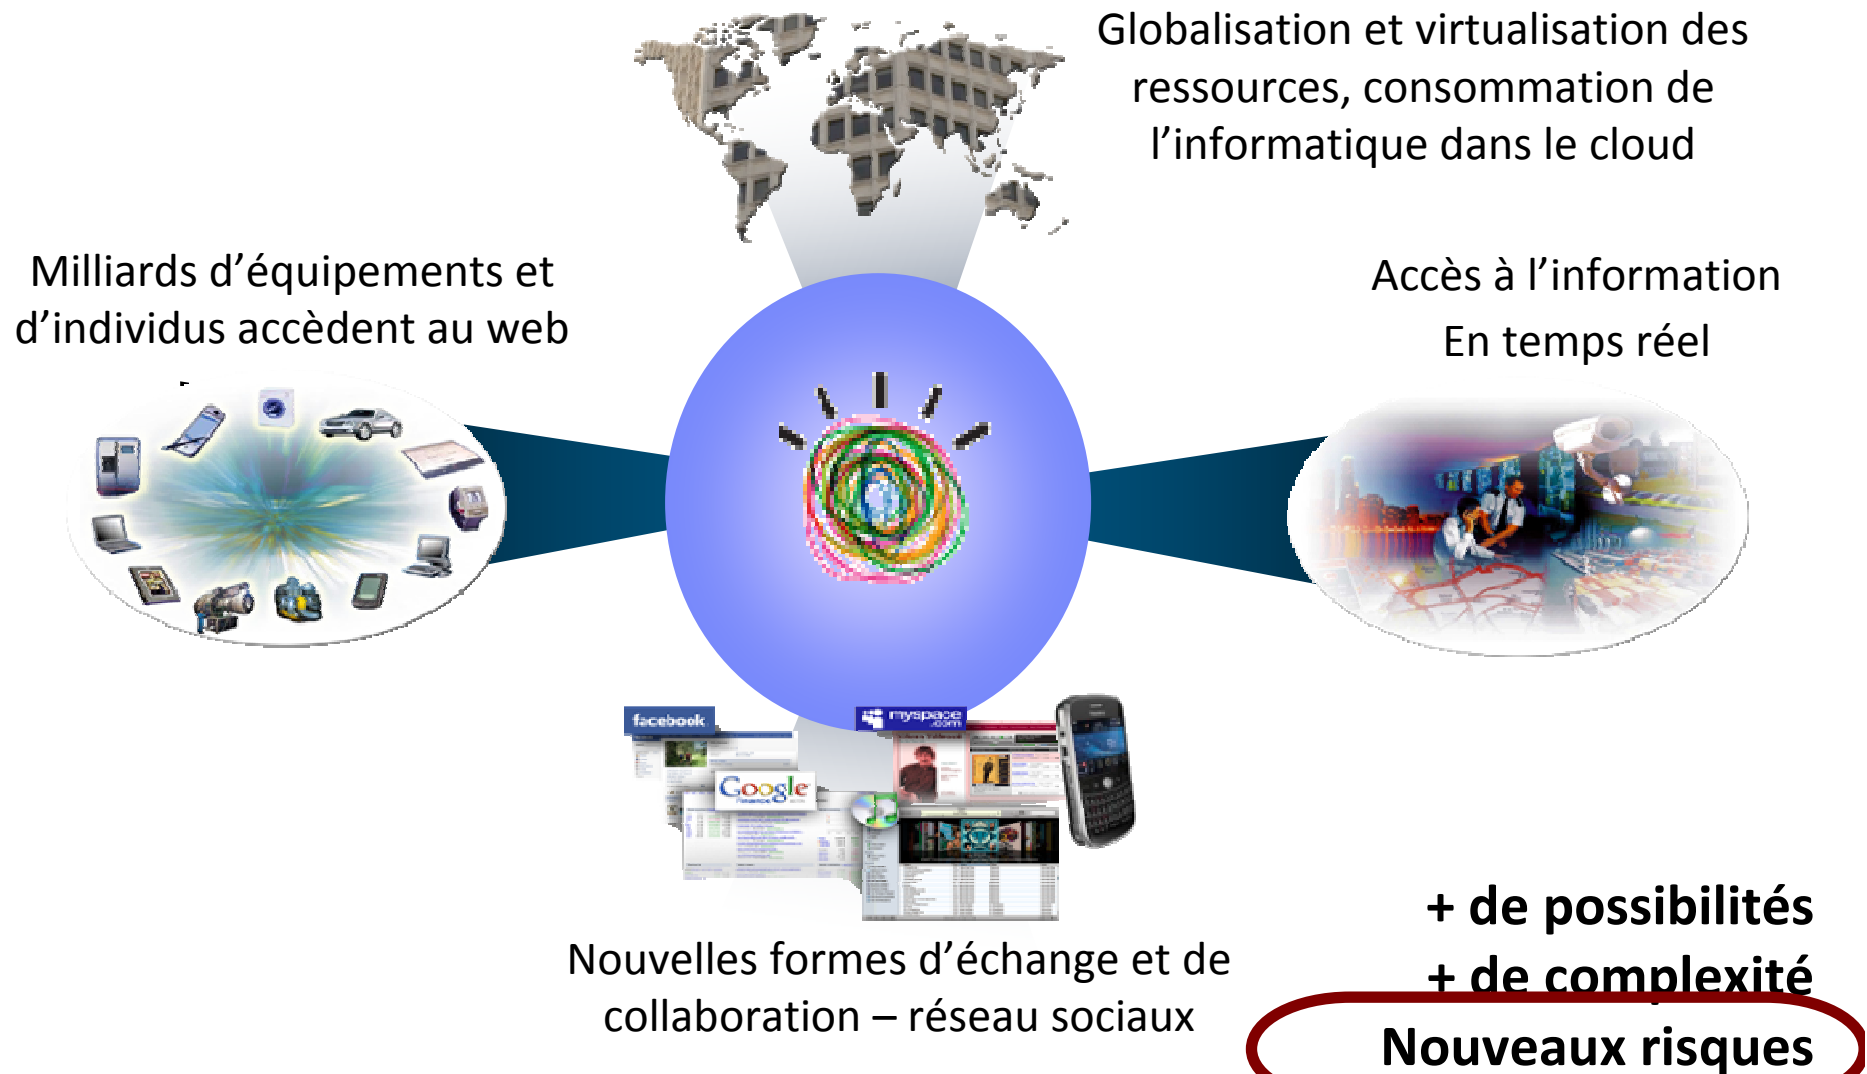 Globalisation et virtualisation des
ressources, consommation de
l’informatique dans le cloud
Milliards d’équipements et
d’individus accèdent au web
Accès à l’information
En temps réel
facebook
myspace
.com
Google
Finance
Nouvelles formes d’échange et de
collaboration – réseau sociaux
+ de possibilités
+ de complexité
Nouveaux risques